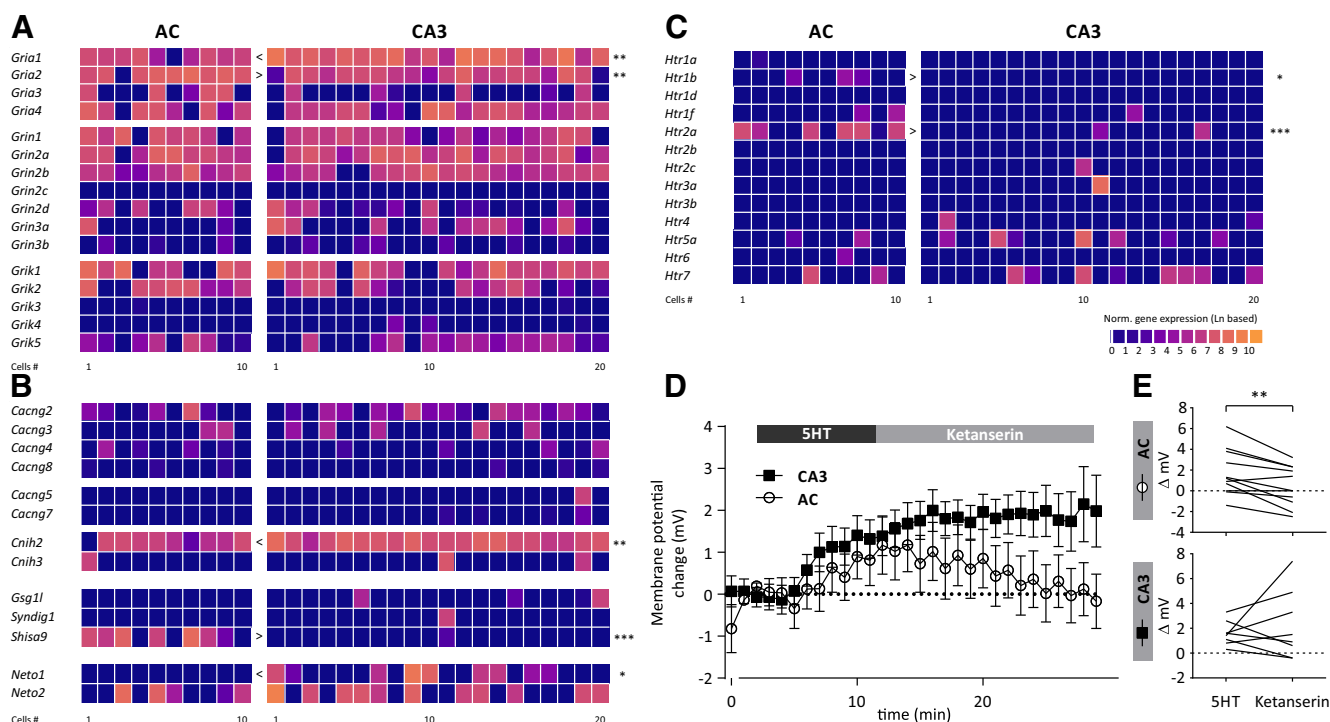 A
AC CA3
Gria1 < **
Gria2 > **
Gria3
Gria4
Grin1
Grin2a
Grin2b
Grin2c
Grin2d
Grin3a
Grin3b
Grik1
Grik2
Grik3
Grik4
Grik5
Cells # 1 10 1 10 20
B
Cacng2
Cacng3
Cacng4
Cacng8
Cacng5
Cacng7
Cnih2 < **
Cnih3
Gsg1l
Syndig1
Shisa9 > ***
Neto1 < *
Neto2
Cells # 1 10 1 10 20
C
AC CA3
Htr1a
Htr1b > *
Htr1d
Htr1f
Htr2a > ***
Htr2b
Htr2c
Htr3a
Htr3b
Htr4
Htr5a
Htr6
Htr7
Cells # 1 10 1 10 20
Norm. gene expression (Ln based)
0 1 2 3 4 5 6 7 8 9 10
D
5HT Ketanserin
CA3
AC
Membrane potential
change (mV)
4
3
2
1
0
-1
-2
0 10 20
time (min)
E
**
AC
Δ mV
8
6
4
2
0
-2
-4
CA3
Δ mV
8
6
4
2
0
-2
5HT Ketanserin